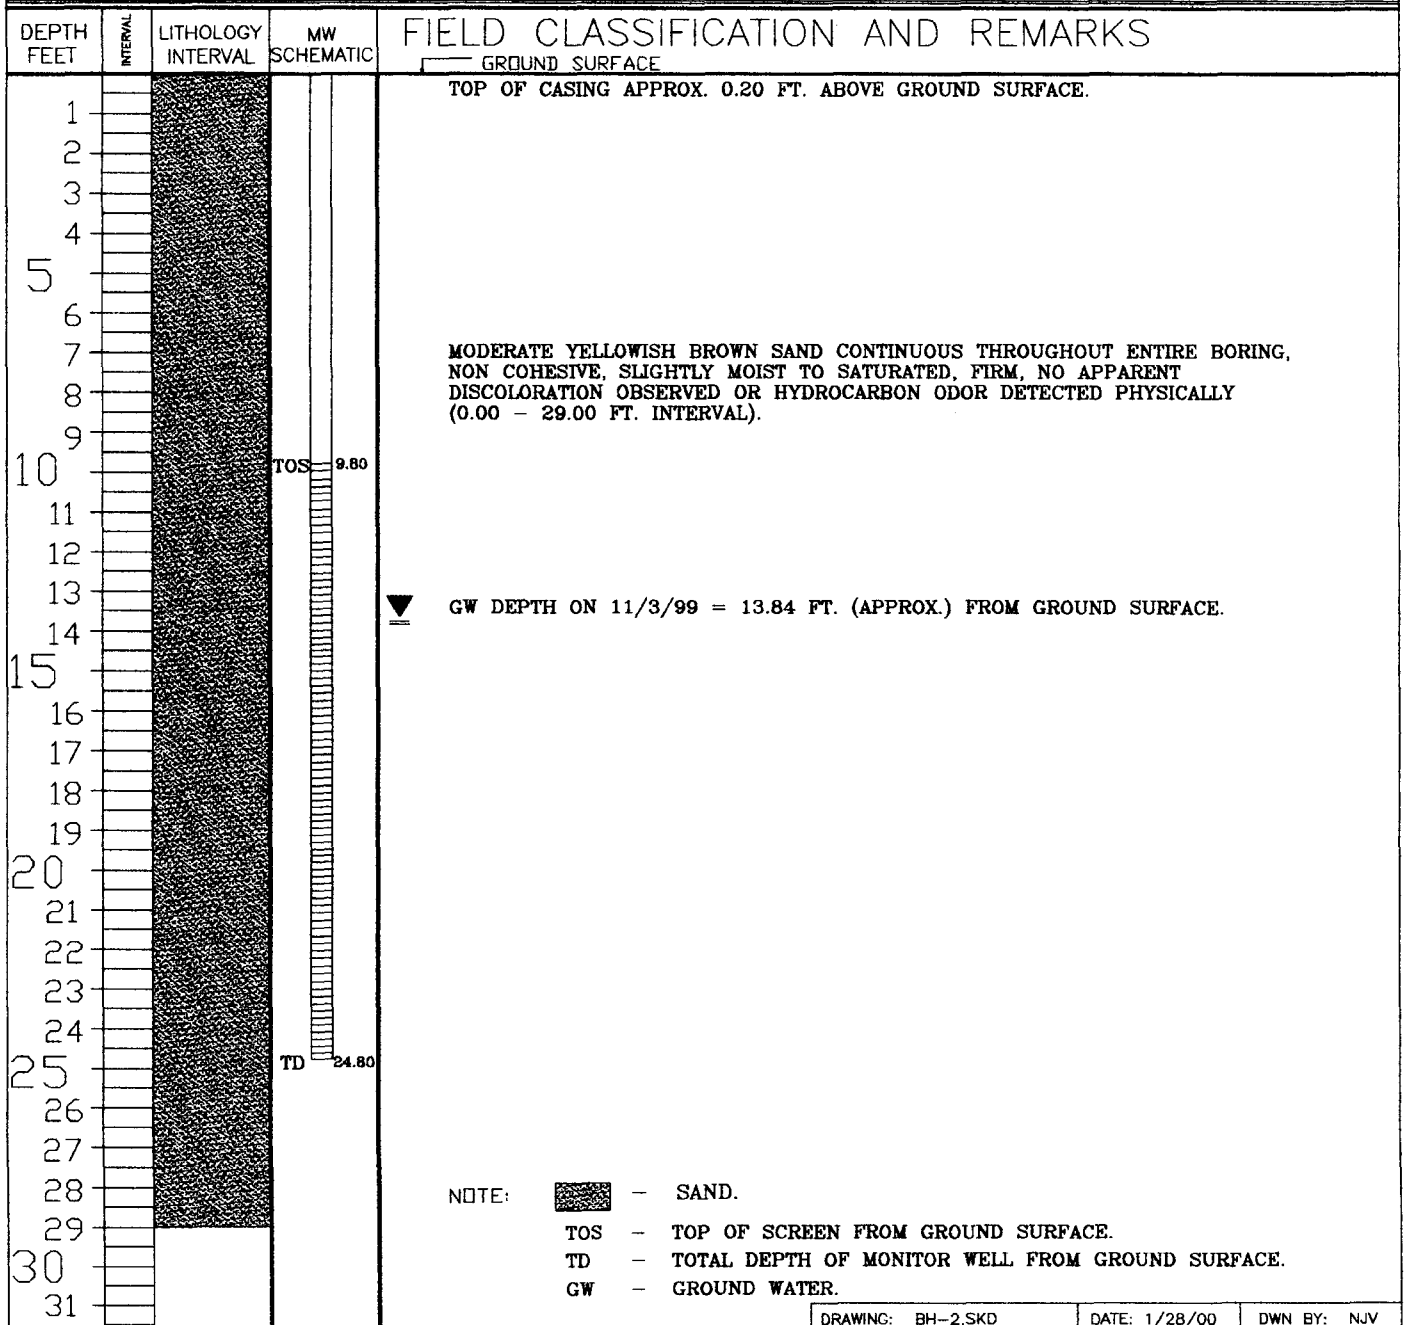 DEPTH
FEET
INTERVAL
LITHOLOGY
INTERVAL
MW
SCHEMATIC
FIELD CLASSIFICATION AND REMARKS
GROUND SURFACE
TOP OF CASING APPROX. 0.20 FT. ABOVE GROUND SURFACE.
1
2
3
4
5
6
7
MODERATE YELLOWISH BROWN SAND CONTINUOUS THROUGHOUT ENTIRE BORING,
NON COHESIVE, SLIGHTLY MOIST TO SATURATED, FIRM, NO APPARENT
DISCOLORATION OBSERVED OR HYDROCARBON ODOR DETECTED PHYSICALLY
(0.00 – 29.00 FT. INTERVAL).
8
9
10
TOS 9.80
11
12
13
GW DEPTH ON 11/3/99 = 13.84 FT. (APPROX.) FROM GROUND SURFACE.
14
15
16
17
18
19
20
21
22
23
24
25
TD 24.80
26
27
28
29
30
31
NOTE: – SAND.
TOS – TOP OF SCREEN FROM GROUND SURFACE.
TD – TOTAL DEPTH OF MONITOR WELL FROM GROUND SURFACE.
GW – GROUND WATER.
DRAWING: BH-2.SKD DATE: 1/28/00 DWN BY: NJV